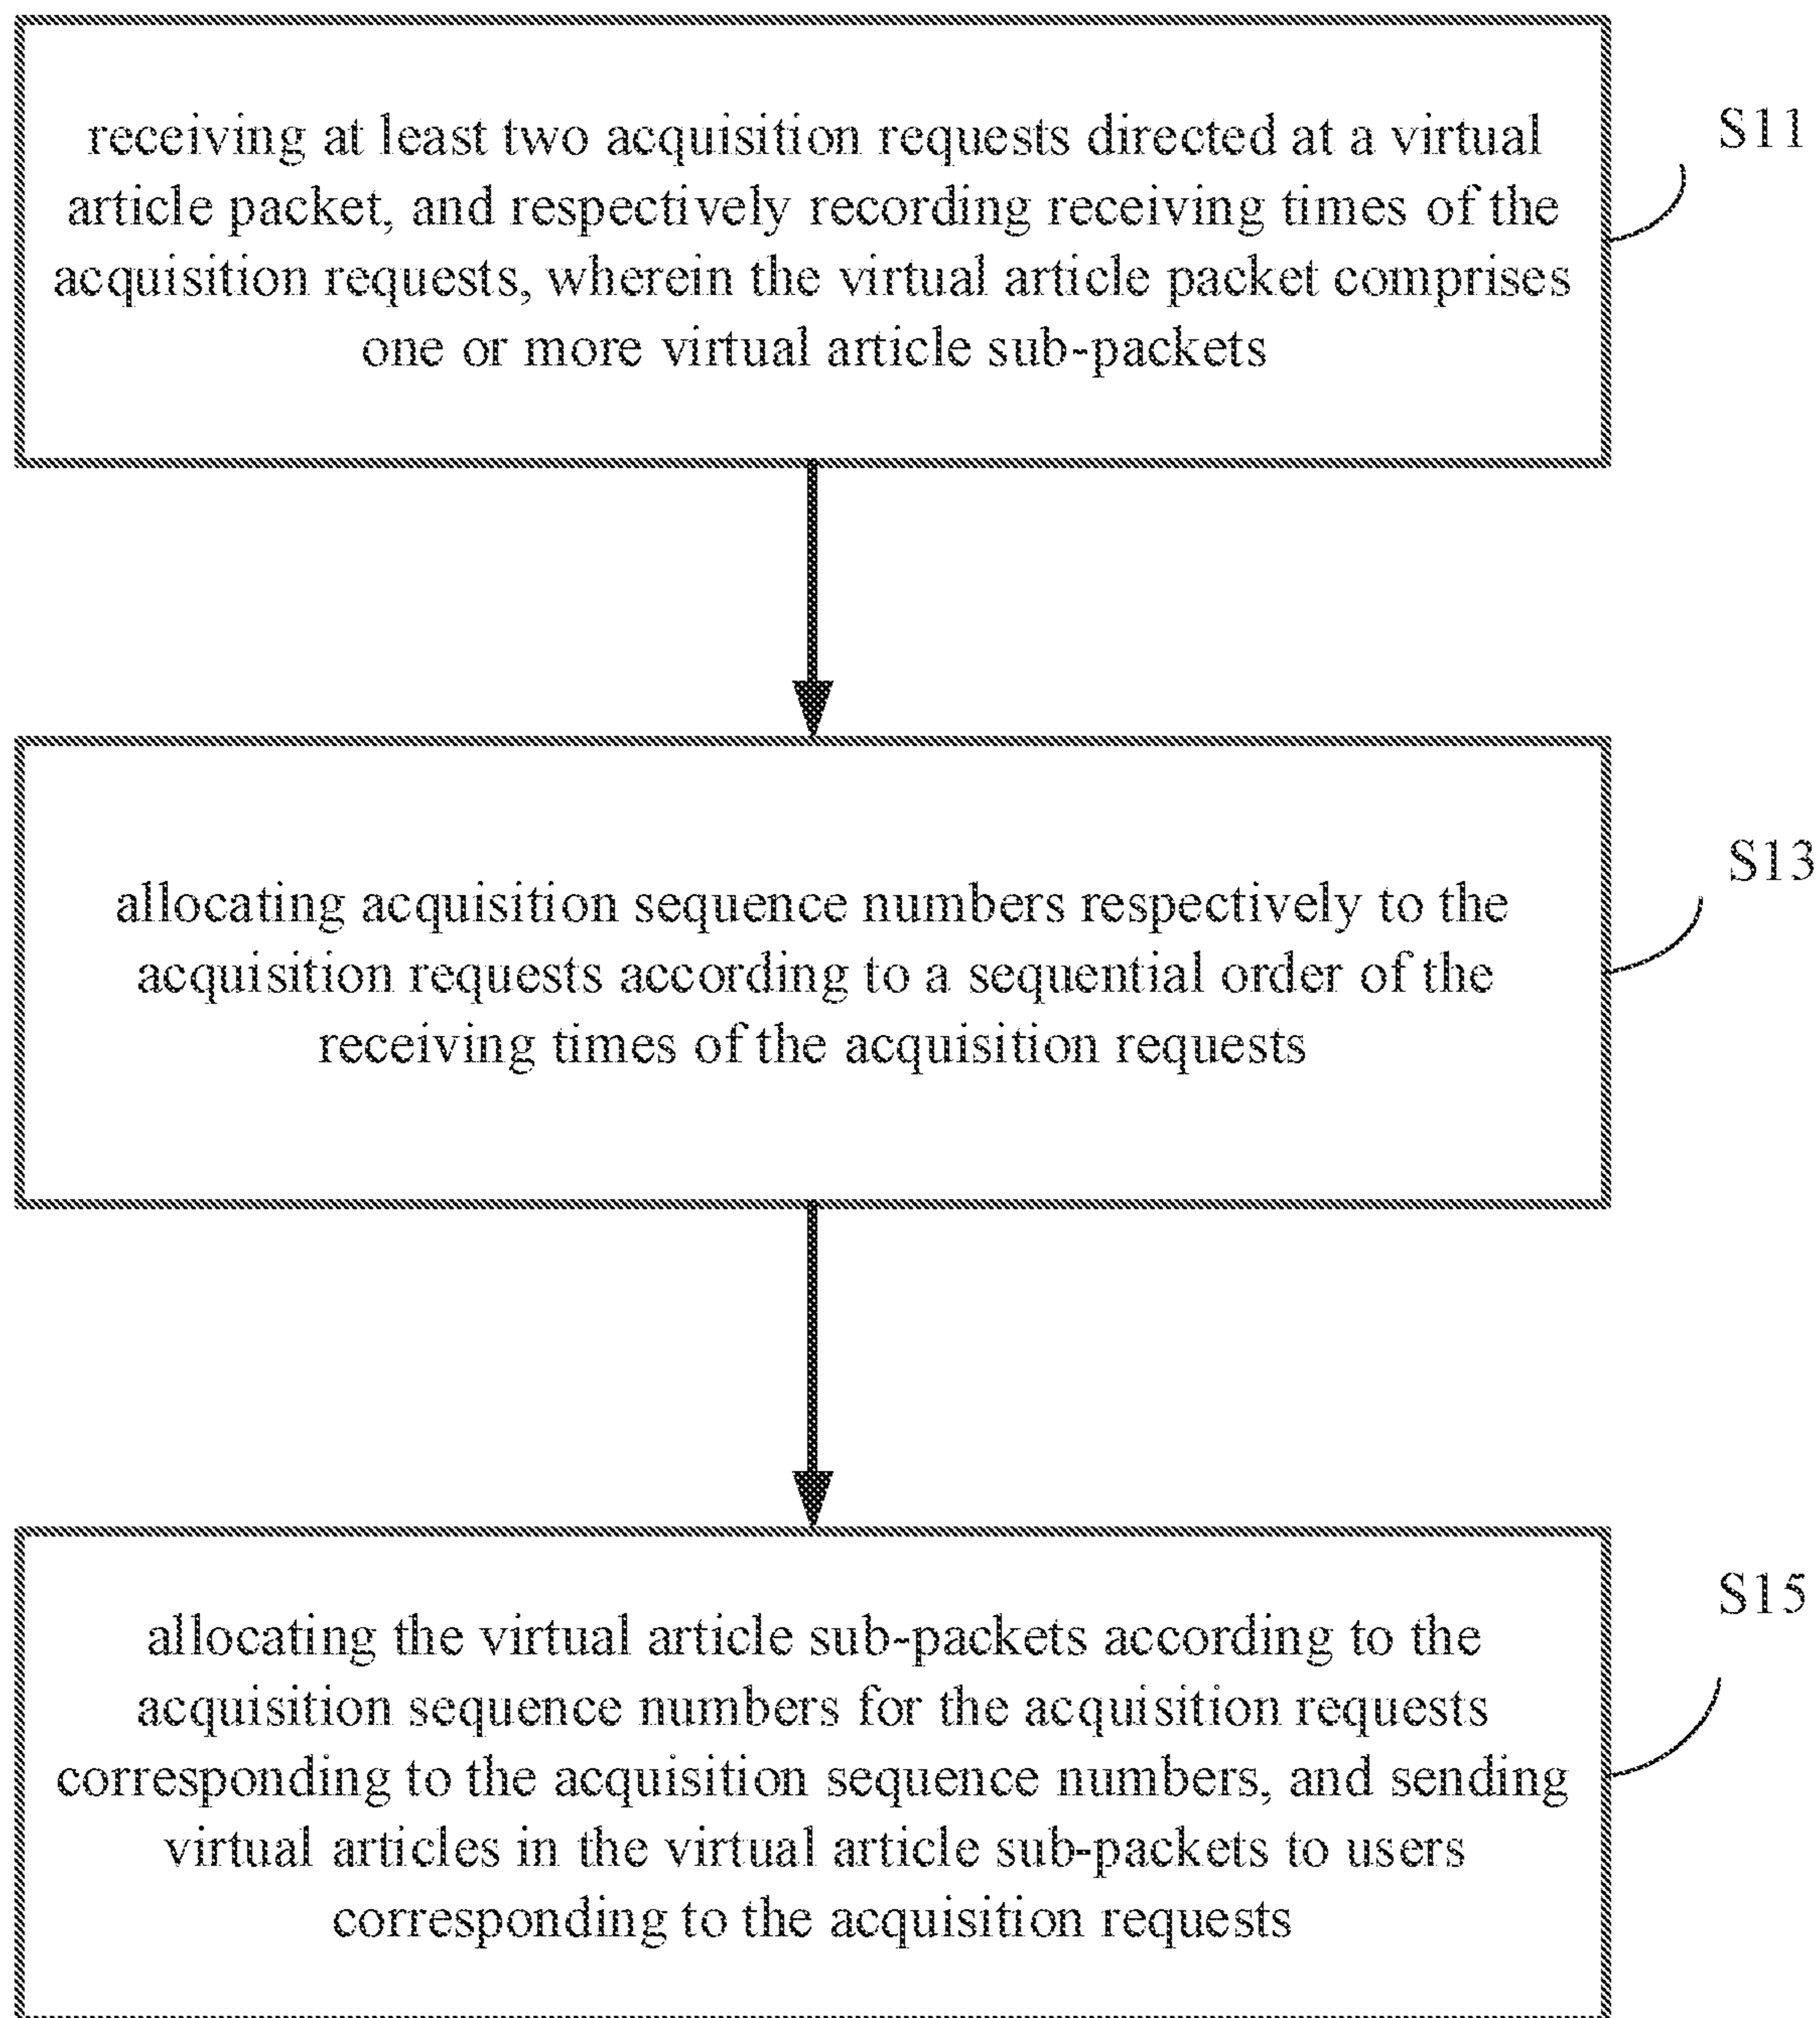 receiving at least two acquisition requests directed at a virtual
article packet, and respectively recording receiving times of the
acquisition requests, wherein the virtual article packet comprises
one or more virtual article sub-packets
S11
allocating acquisition sequence numbers respectively to the
acquisition requests according to a sequential order of the
receiving times of the acquisition requests
S13
allocating the virtual article sub-packets according to the
acquisition sequence numbers for the acquisition requests
corresponding to the acquisition sequence numbers, and sending
virtual articles in the virtual article sub-packets to users
corresponding to the acquisition requests
S15